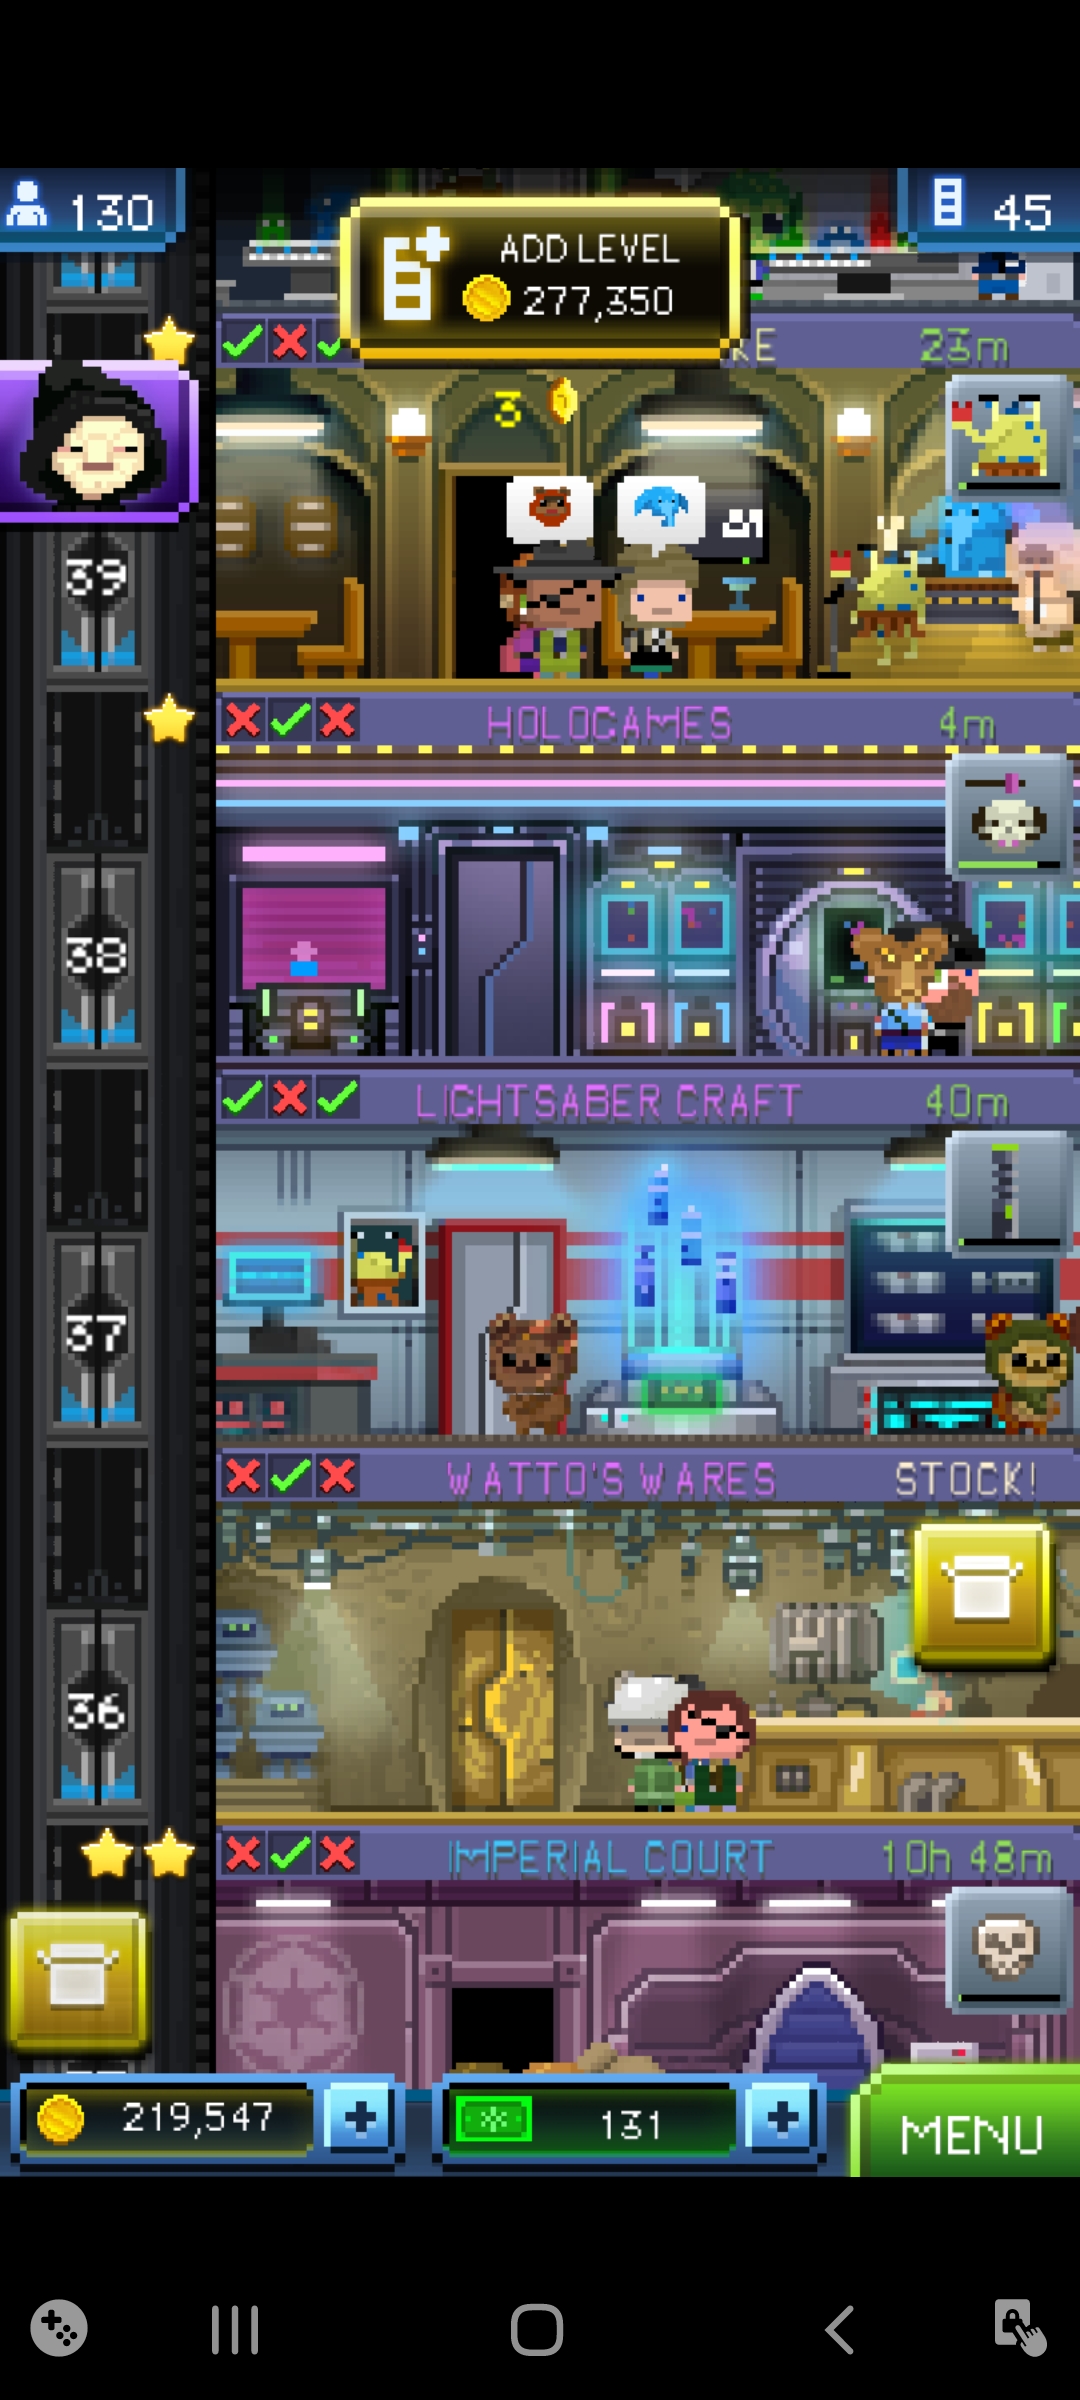 130
ADD LEVEL
277,350
45
23m
3
39
HOLOGAMES
4m
38
LIGHTSABER CRAFT
40m
37
WATTO'S WARES
STOCK!
36
IMPERIAL COURT
10h 48m
219,547
131
MENU